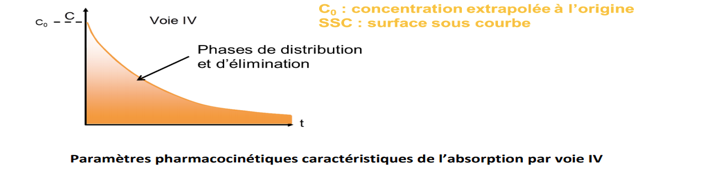 C₀ : concentration extrapolée à l'origine
SSC : surface sous courbe
C
C₀
Voie IV
Phases de distribution
et d'élimination
t
Paramètres pharmacocinétiques caractéristiques de l'absorption par voie IV